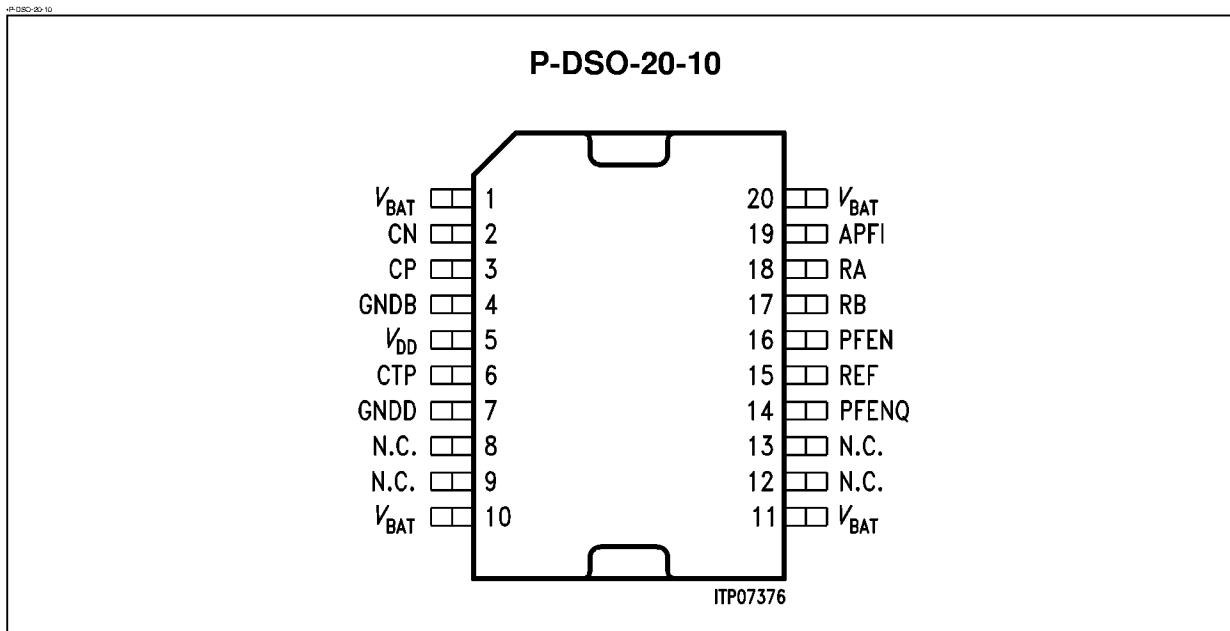 P-DSO-20-10
P-DSO-20-10
VBAT 1 20 VBAT
CN 2 19 APFI
CP 3 18 RA
GNDB 4 17 RB
VDD 5 16 PFEN
CTP 6 15 REF
GNDD 7 14 PFENQ
N.C. 8 13 N.C.
N.C. 9 12 N.C.
VBAT 10 11 VBAT
ITP07376